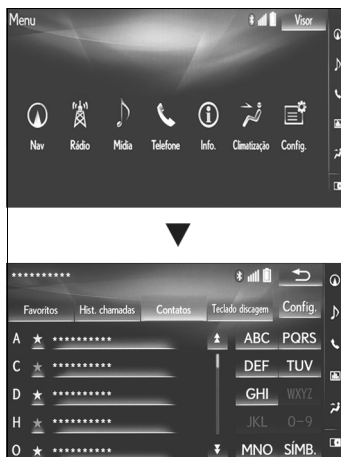 Menu Visor
Nav Rádio Mídia Telefone Info. Climatização Config.
**********
Favoritos Hist. chamadas Contatos Teclado discagem Config.
A ★ ********** ABC PQRS
C ★ ********** DEF TUV
D ★ ********** GHI WXYZ
H ★ ********** JKL 0-9
O ★ ********** MNO SÍMB.